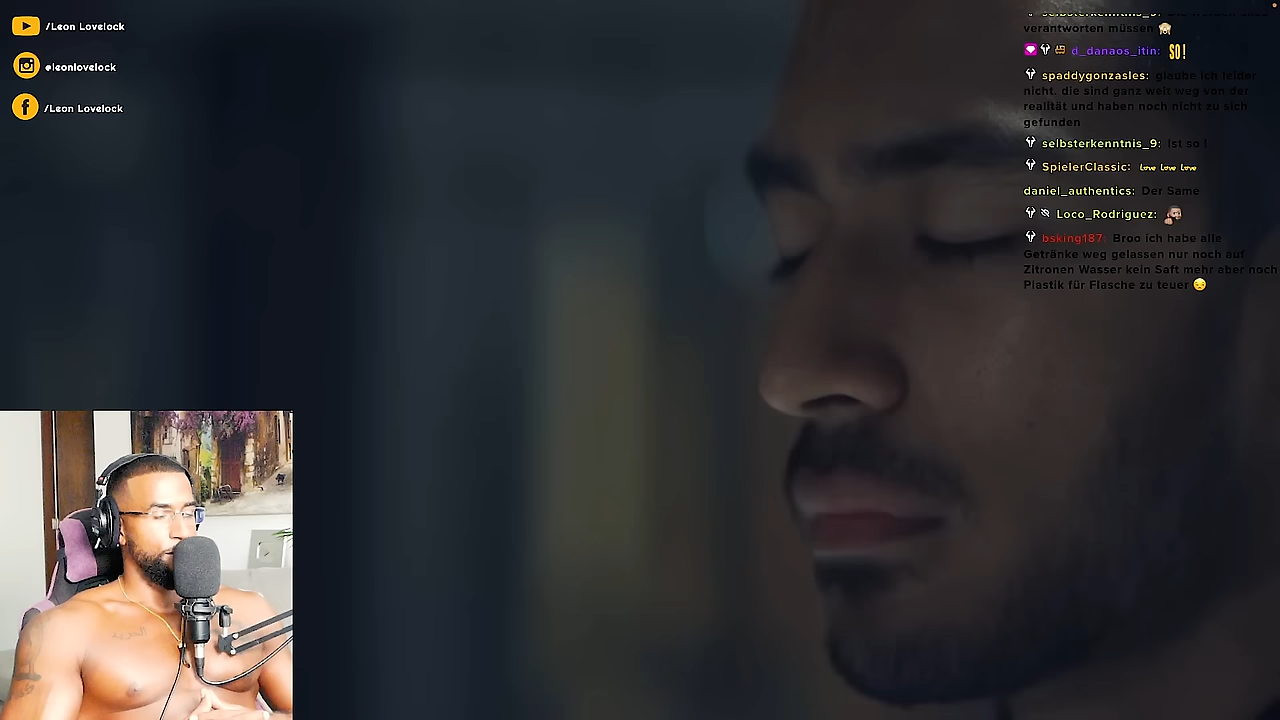 /Leon Lovelock
@leonlovelock
/Leon Lovelock
verantworten müssen
d_danaos_itin: SO!
spaddygonzasles: glaube ich leider
nicht. die sind ganz weit weg von der
realität und haben noch nicht zu sich
gefunden
selbsterkenntnis_9: Ist so !
SpielerClassic: Love Love Love
daniel_authentics: Der Same
Loco_Rodriguez:
bsking187: Broo ich habe alle
Getränke weg gelassen nur noch auf
Zitronen Wasser kein Saft mehr aber noch
Plastik für Flasche zu teuer